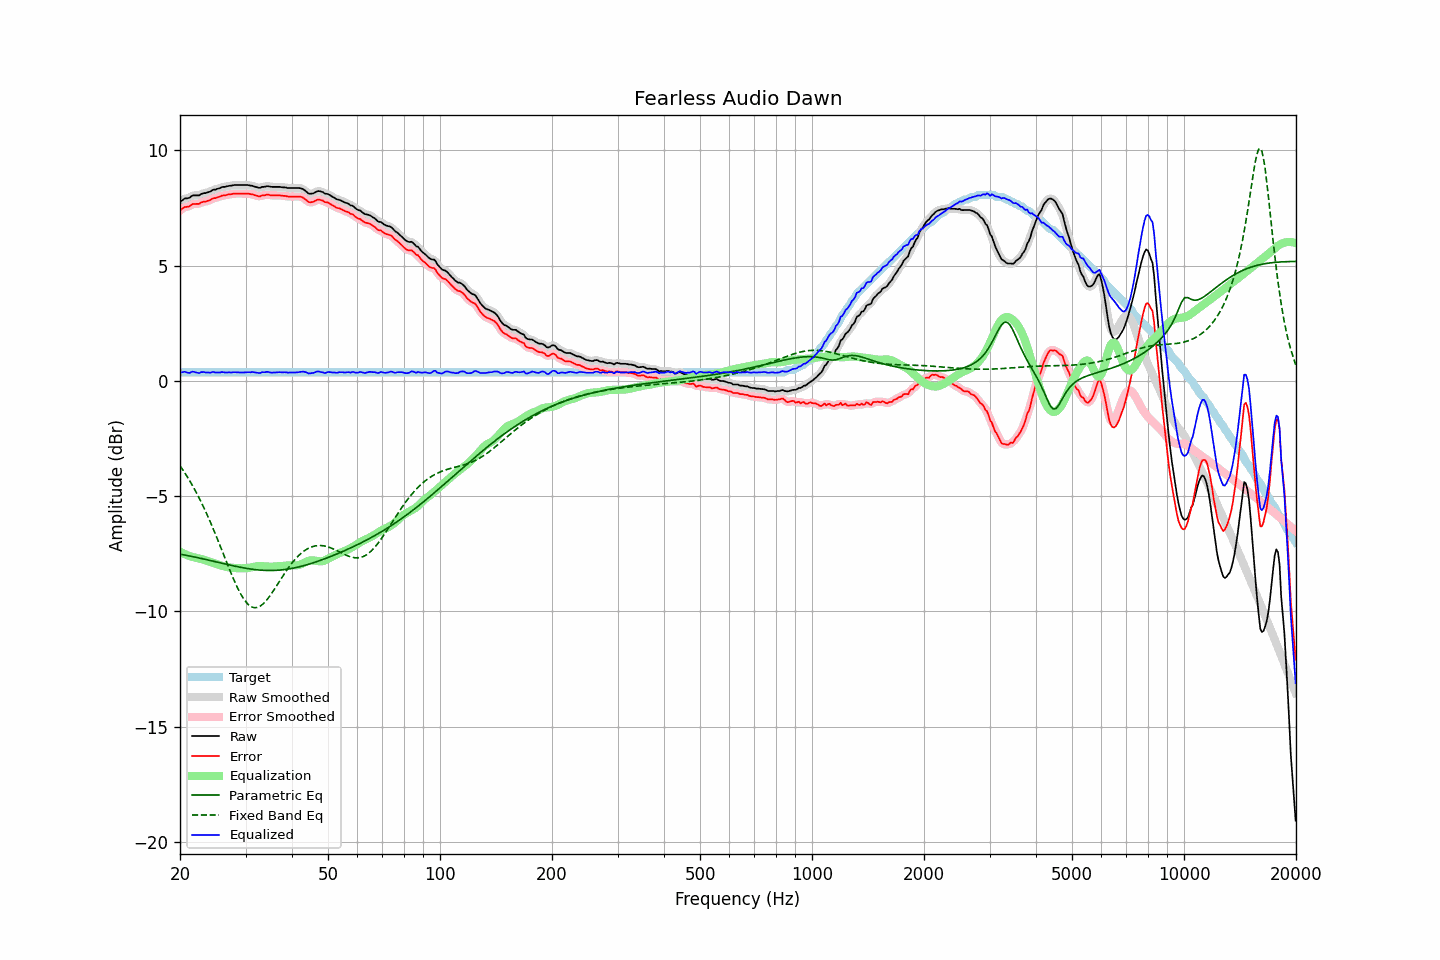 Fearless Audio Dawn
Amplitude (dBr)
10
5
0
−5
−10
−15
−20
Target
Raw Smoothed
Error Smoothed
Raw
Error
Equalization
Parametric Eq
Fixed Band Eq
Equalized
20 50 100 200 500 1000 2000 5000 10000 20000
Frequency (Hz)